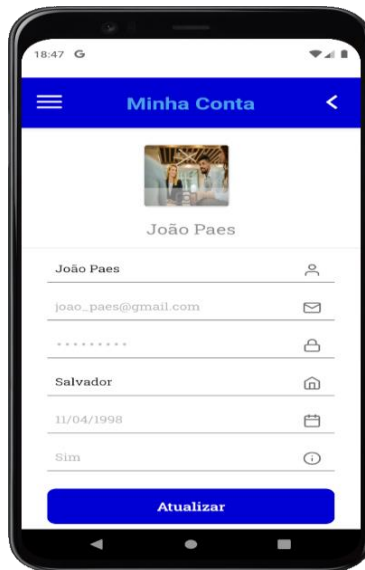 18:47 G
Minha Conta
João Paes
João Paes
joao_paes@gmail.com
Salvador
11/04/1998
Sim
Atualizar